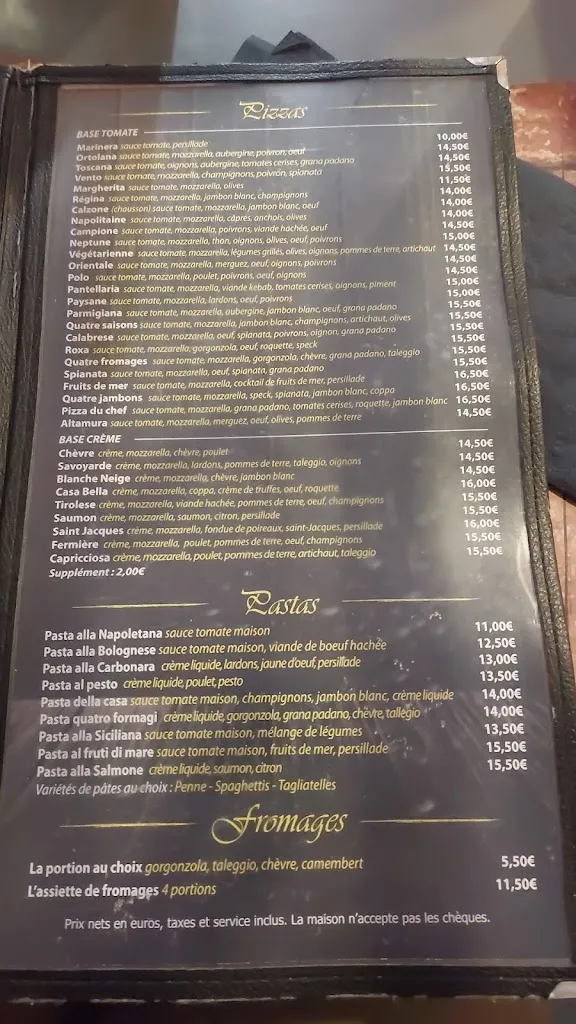 Pizzas
BASE TOMATE
Marinera sauce tomate, persillade 10,00€
Ortolana sauce tomate, mozzarella, aubergine, poivron, oeuf 14,50€
Toscana sauce tomate, oignons, aubergine, tomates cerises, grana padano 14,50€
Vento sauce tomate, mozzarella, champignons, poivron, spianata 15,50€
Margherita sauce tomate, mozzarella, olives 11,50€
Régina sauce tomate, mozzarella, jambon blanc, champignons 14,00€
Calzone (chausson) sauce tomate, mozzarella, jambon blanc, oeuf 14,00€
Napolitaine sauce tomate, mozzarella, câpres, anchois, olives 14,00€
Campione sauce tomate, mozzarella, poivrons, viande hachée, oeuf 14,50€
Neptune sauce tomate, mozzarella, thon, oignons, olives, oeuf, poivrons 15,00€
Végétarienne sauce tomate, mozzarella, légumes grillés, olives, oignons, pommes de terre, artichaut 14,50€
Orientale sauce tomate, mozzarella, merguez, oeuf, oignons, poivrons 14,50€
Polo sauce tomate, mozzarella, poulet, poivrons, oeuf, oignons 14,50€
Pantellaria sauce tomate, mozzarella, viande kebab, tomates cerises, oignons, piment 15,00€
Paysane sauce tomate, mozzarella, lardons, oeuf, poivrons 15,00€
Parmigiana sauce tomate, mozzarella, aubergine, jambon blanc, oeuf, grana padano 15,50€
Quatre saisons sauce tomate, mozzarella, jambon blanc, champignons, artichaut, olives 15,50€
Calabrese sauce tomate, mozzarella, oeuf, spianata, poivrons, oignon, grana padano 15,50€
Roxa sauce tomate, mozzarella, gorgonzola, oeuf, roquette, speck 15,50€
Quatre fromages sauce tomate, mozzarella, gorgonzola, chèvre, grana padano, taleggio 15,50€
Spianata sauce tomate, mozzarella, oeuf, spianata, grana padano 15,50€
Fruits de mer sauce tomate, mozzarella, cocktail de fruits de mer, persillade 16,50€
Quatre jambons sauce tomate, mozzarella, speck, spianata, jambon blanc, coppa 16,50€
Pizza du chef sauce tomate, mozzarella, grana padano, tomates cerises, roquette, jambon blanc 16,50€
Altamura sauce tomate, mozzarella, merguez, oeuf, olives, pommes de terre 14,50€
BASE CRÈME
Chèvre crème, mozzarella, chèvre, poulet 14,50€
Savoyarde crème, mozzarella, lardons, pommes de terre, taleggio, oignons 14,50€
Blanche Neige crème, mozzarella, chèvre, jambon blanc 14,50€
Casa Bella crème, mozzarella, coppa, crème de truffes, oeuf, roquette 16,00€
Tirolese crème, mozzarella, viande hachée, pommes de terre, oeuf, champignons 15,50€
Saumon crème, mozzarella, saumon, citron, persillade 15,50€
Saint Jacques crème, mozzarella, fondue de poireaux, saint-Jacques, persillade 16,00€
Fermière crème, mozzarella, poulet, pommes de terre, oeuf, champignons 15,50€
Capricciosa crème, mozzarella, poulet, pommes de terre, artichaut, taleggio 15,50€
Supplément : 2,00€
Pastas
Pasta alla Napoletana sauce tomate maison 11,00€
Pasta alla Bolognese sauce tomate maison, viande de boeuf hachée 12,50€
Pasta alla Carbonara crème liquide, lardons, jaune d'oeuf, persillade 13,00€
Pasta al pesto crème liquide, poulet, pesto 13,50€
Pasta della casa sauce tomate maison, champignons, jambon blanc, crème liquide 14,00€
Pasta quatro formagi crème liquide, gorgonzola, grana padano, chèvre, tallegio 14,00€
Pasta alla Siciliana sauce tomate maison, mélange de légumes 13,50€
Pasta al fruti di mare sauce tomate maison, fruits de mer, persillade 15,50€
Pasta alla Salmone crème liquide, saumon, citron 15,50€
Variétés de pâtes au choix : Penne - Spaghettis - Tagliatelles
Fromages
La portion au choix gorgonzola, taleggio, chèvre, camembert 5,50€
L'assiette de fromages 4 portions 11,50€
Prix nets en euros, taxes et service inclus. La maison n'accepte pas les chèques.